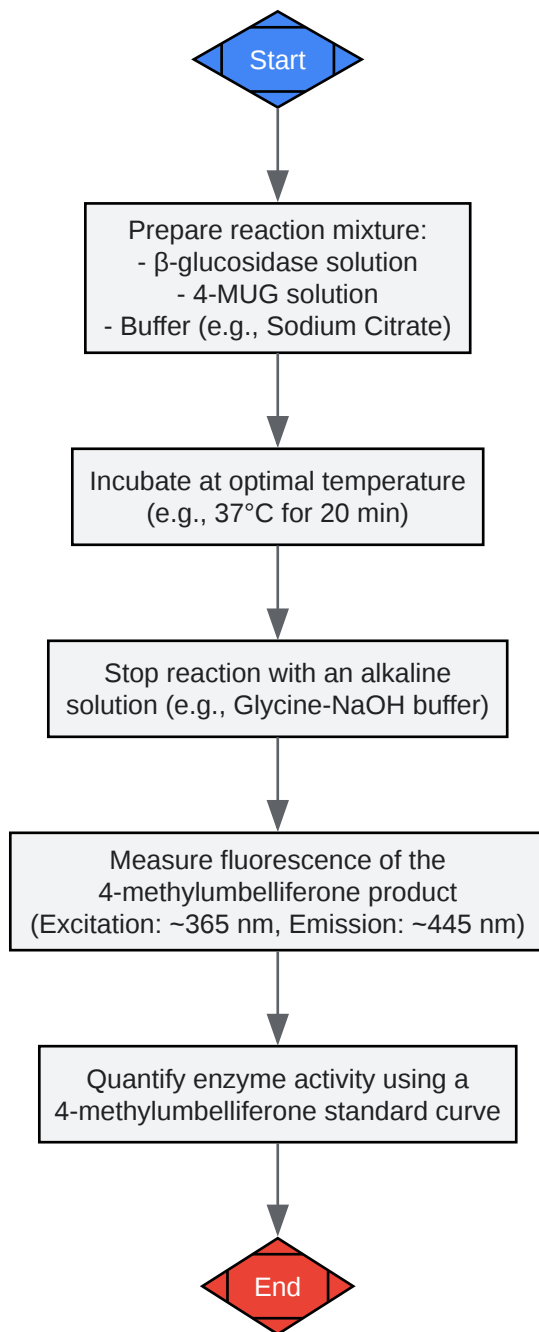 Start
Prepare reaction mixture:
- β-glucosidase solution
- 4-MUG solution
- Buffer (e.g., Sodium Citrate)
Incubate at optimal temperature
(e.g., 37°C for 20 min)
Stop reaction with an alkaline
solution (e.g., Glycine-NaOH buffer)
Measure fluorescence of the
4-methylumbelliferone product
(Excitation: ~365 nm, Emission: ~445 nm)
Quantify enzyme activity using a
4-methylumbelliferone standard curve
End